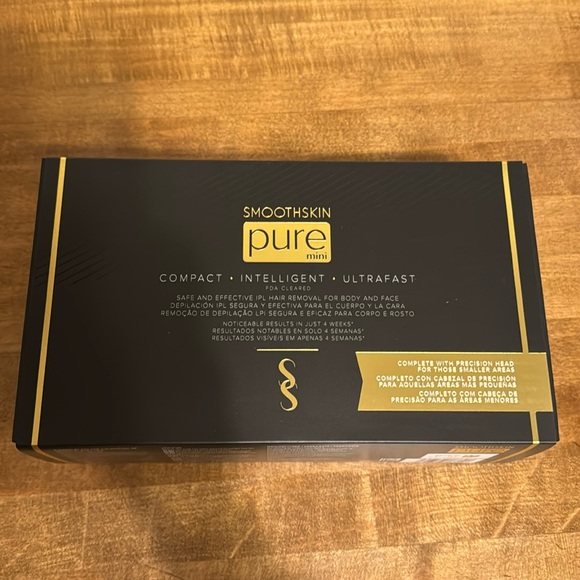 SMOOTHSKIN
pure
mini
COMPACT • INTELLIGENT • ULTRAFAST
FDA CLEARED
SAFE AND EFFECTIVE IPL HAIR REMOVAL FOR BODY AND FACE
DEPILACIÓN IPL SEGURA Y EFECTIVA PARA EL CUERPO Y LA CARA
REMOÇÃO DE DEPILAÇÃO LPI SEGURA E EFICAZ PARA CORPO E ROSTO
NOTICEABLE RESULTS IN JUST 4 WEEKS*
RESULTADOS NOTABLES EN SOLO 4 SEMANAS*
RESULTADOS VISÍVEIS EM APENAS 4 SEMANAS*
COMPLETE WITH PRECISION HEAD
FOR THOSE SMALLER AREAS
COMPLETO CON CABEZAL DE PRECISIÓN
PARA AQUELLAS ÁREAS MÁS PEQUEÑAS
COMPLETO COM CABEÇA DE
PRECISÃO PARA AS ÁREAS MENORES